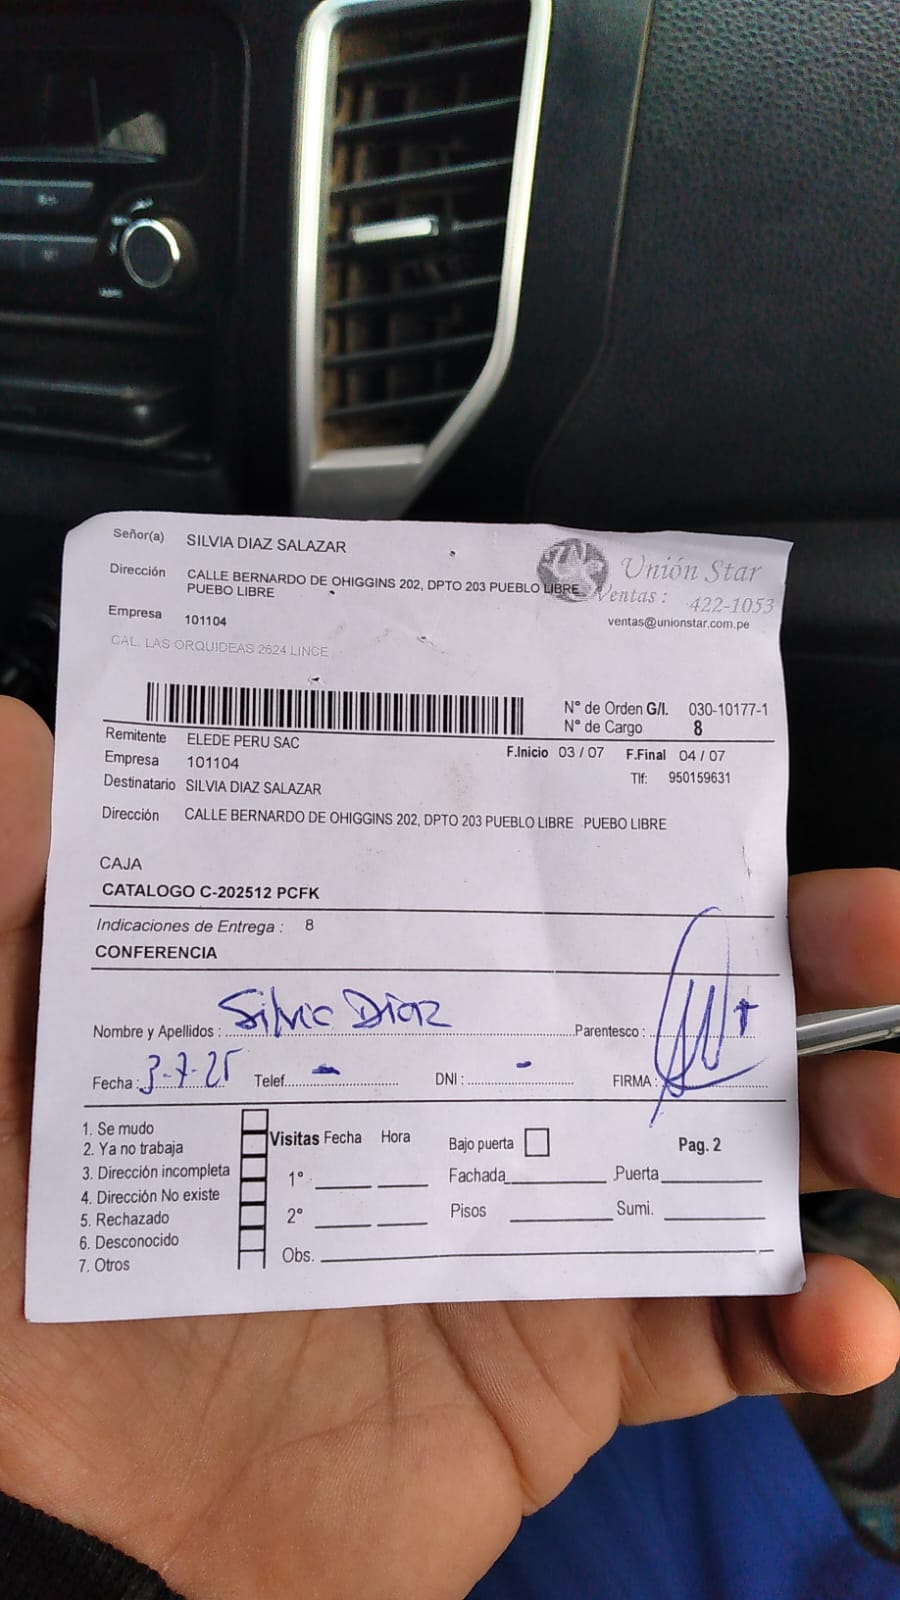 Señor(a) SILVIA DIAZ SALAZAR
Unión Star
Dirección CALLE BERNARDO DE OHIGGINS 202, DPTO 203 PUEBLO LIBRE
PUEBO LIBRE
Ventas : 422-1053
Empresa 101104
ventas@unionstar.com.pe
CAL. LAS ORQUIDEAS 2624 LINCE
N° de Orden G/I. 030-10177-1
N° de Cargo 8
Remitente ELEDE PERU SAC
F.Inicio 03 / 07 F.Final 04 / 07
Empresa 101104
Tlf: 950159631
Destinatario SILVIA DIAZ SALAZAR
Dirección CALLE BERNARDO DE OHIGGINS 202, DPTO 203 PUEBLO LIBRE PUEBO LIBRE
CAJA
CATALOGO C-202512 PCFK
Indicaciones de Entrega : 8
CONFERENCIA
Nombre y Apellidos : Silvia Diaz Parentesco :
Fecha : 3-7-25 Telef. - DNI : - FIRMA :
1. Se mudo
2. Ya no trabaja
3. Dirección incompleta
4. Dirección No existe
5. Rechazado
6. Desconocido
7. Otros
Visitas Fecha Hora
1°
2°
Obs.
Bajo puerta Pag. 2
Fachada Puerta
Pisos Sumi.